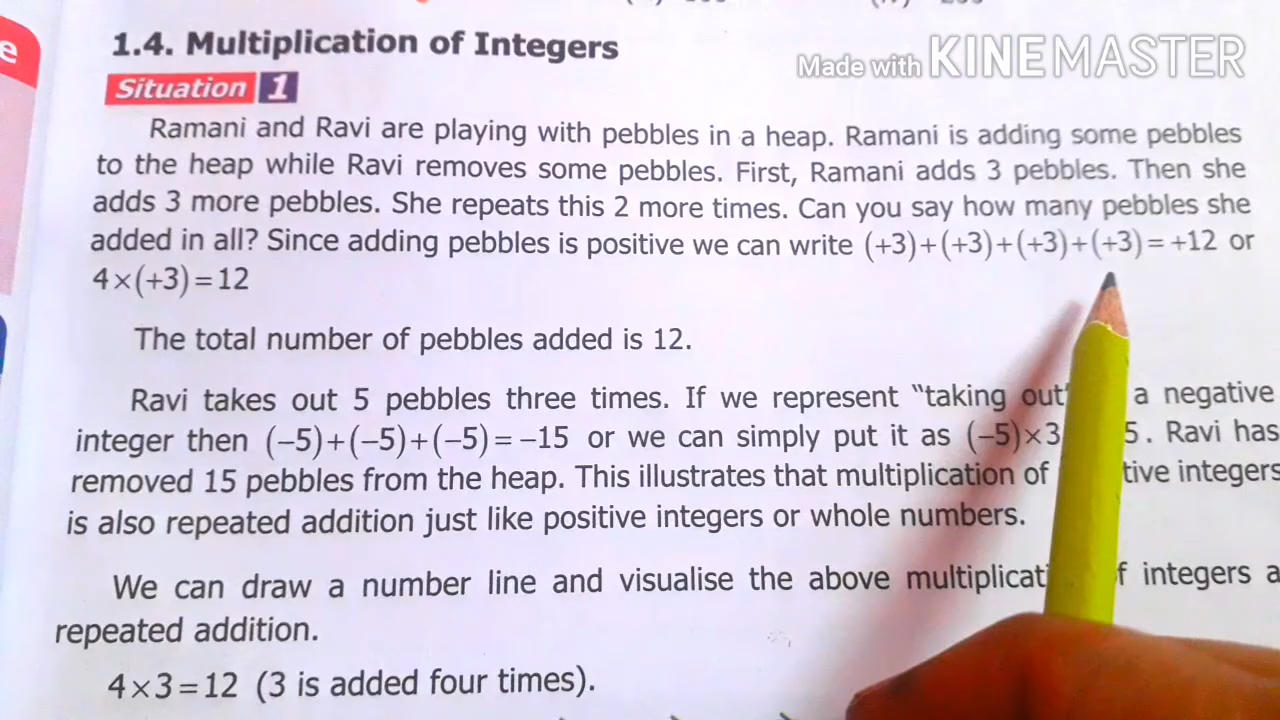 1.4. Multiplication of Integers
Made with KINEMASTER
Situation 1
Ramani and Ravi are playing with pebbles in a heap. Ramani is adding some pebbles
to the heap while Ravi removes some pebbles. First, Ramani adds 3 pebbles. Then she
adds 3 more pebbles. She repeats this 2 more times. Can you say how many pebbles she
added in all? Since adding pebbles is positive we can write (+3)+(+3)+(+3)+(+3)=+12 or
4×(+3)=12
The total number of pebbles added is 12.
Ravi takes out 5 pebbles three times. If we represent “taking out” a negative
integer then (−5)+(−5)+(−5)=−15 or we can simply put it as (−5)×3 5. Ravi has
removed 15 pebbles from the heap. This illustrates that multiplication of tive integers
is also repeated addition just like positive integers or whole numbers.
We can draw a number line and visualise the above multiplicat f integers a
repeated addition.
4×3=12 (3 is added four times).